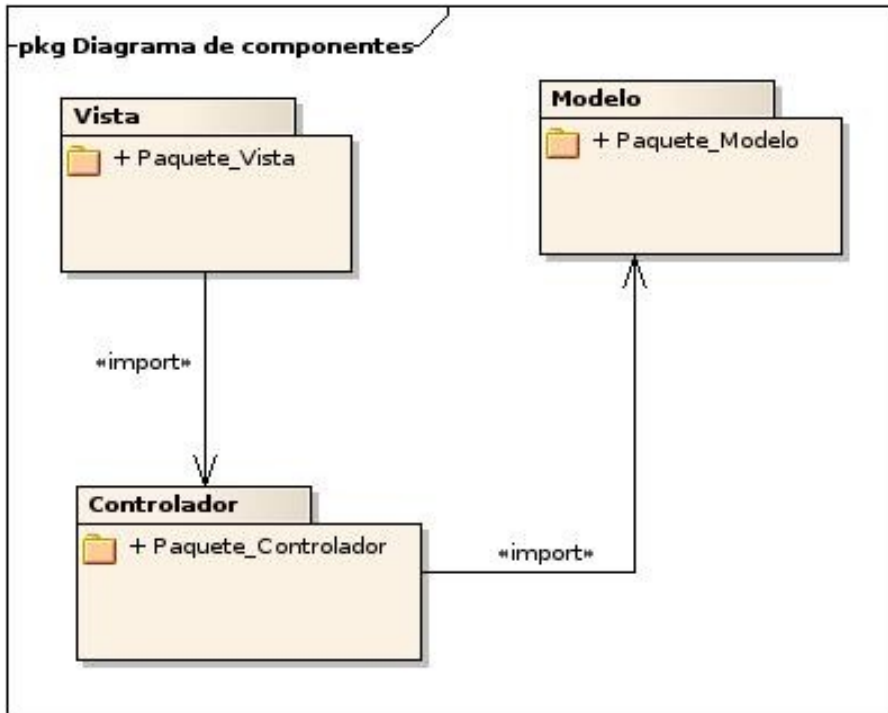 pkg Diagrama de componentes
Vista
+ Paquete_Vista
Modelo
+ Paquete_Modelo
«import»
Controlador
+ Paquete_Controlador
«import»